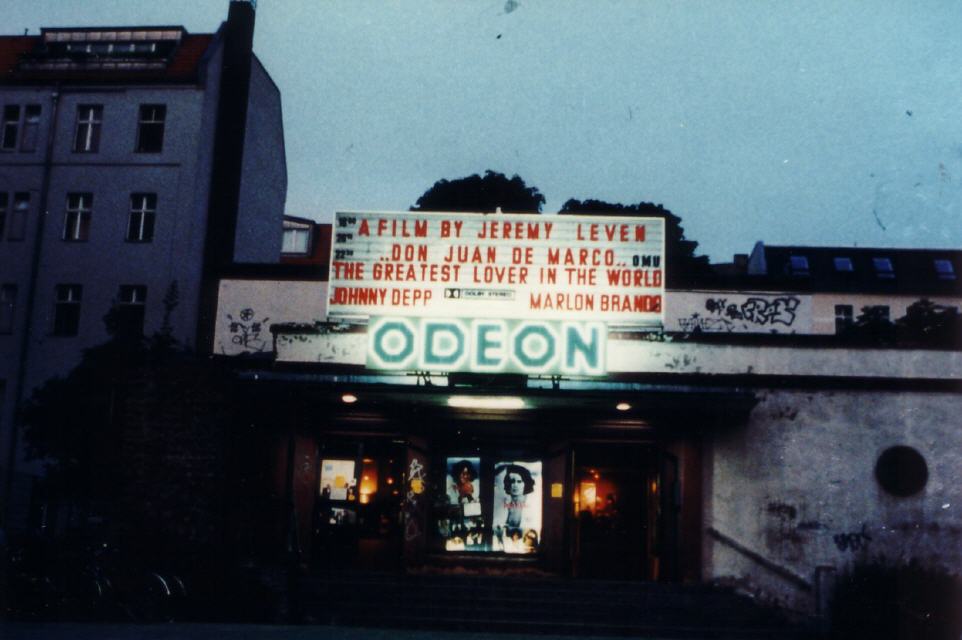 A FILM BY JEREMY LEVEN
..DON JUAN DE MARCO.. OMU
THE GREATEST LOVER IN THE WORLD
JOHNNY DEPP DOLBY STEREO MARLON BRANDO
ODEON